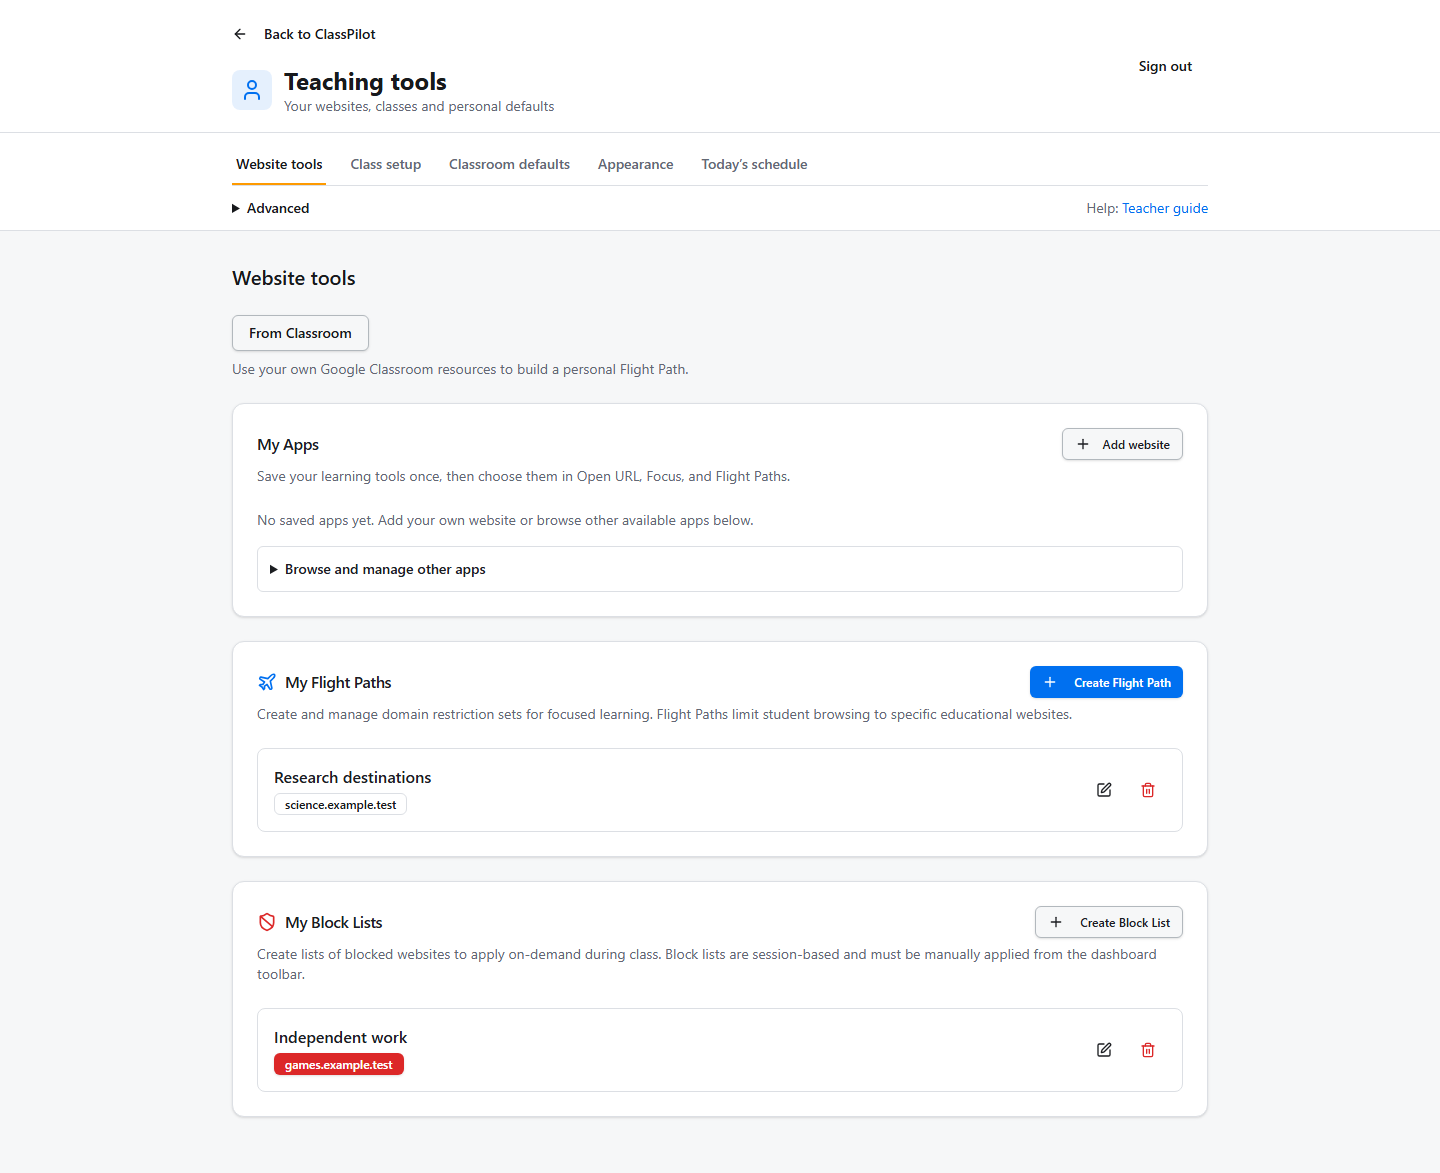 Back to ClassPilot
Teaching tools
Your websites, classes and personal defaults
Sign out
Website tools
Class setup
Classroom defaults
Appearance
Today's schedule
Advanced
Help: Teacher guide
Website tools
From Classroom
Use your own Google Classroom resources to build a personal Flight Path.
My Apps
Add website
Save your learning tools once, then choose them in Open URL, Focus, and Flight Paths.
No saved apps yet. Add your own website or browse other available apps below.
Browse and manage other apps
My Flight Paths
Create Flight Path
Create and manage domain restriction sets for focused learning. Flight Paths limit student browsing to specific educational websites.
Research destinations
science.example.test
My Block Lists
Create Block List
Create lists of blocked websites to apply on-demand during class. Block lists are session-based and must be manually applied from the dashboard
toolbar.
Independent work
games.example.test